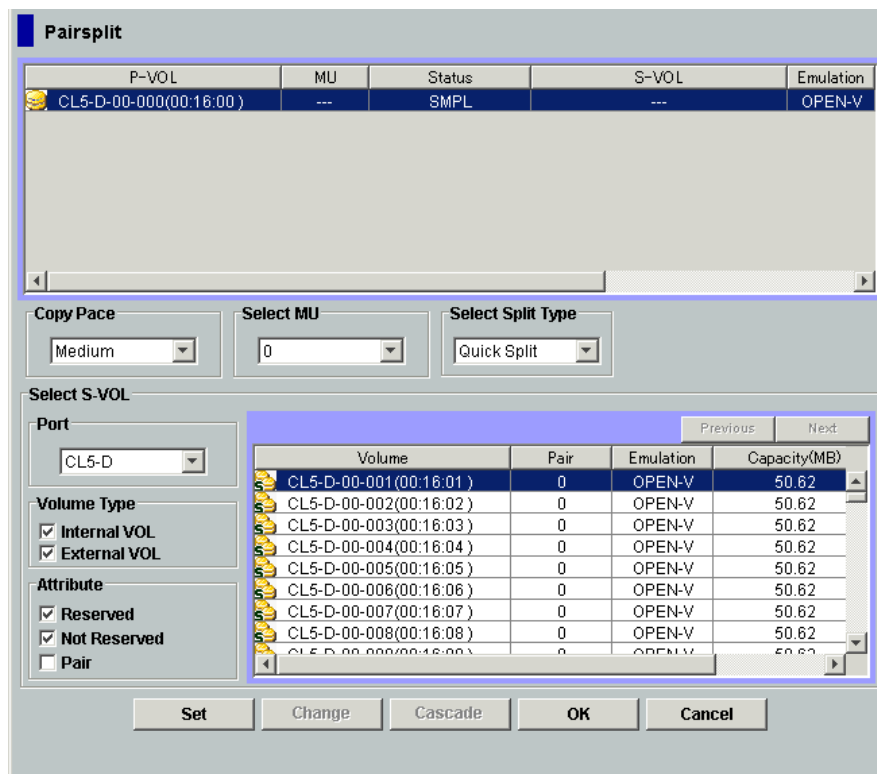 Pairsplit
P-VOL MU Status S-VOL Emulation
CL5-D-00-000(00:16:00 ) --- SMPL --- OPEN-V
Copy Pace Select MU Select Split Type
Medium 0 Quick Split
Select S-VOL
Port
CL5-D
Previous Next
Volume Pair Emulation Capacity(MB)
CL5-D-00-001(00:16:01 ) 0 OPEN-V 50.62
CL5-D-00-002(00:16:02 ) 0 OPEN-V 50.62
CL5-D-00-003(00:16:03 ) 0 OPEN-V 50.62
CL5-D-00-004(00:16:04 ) 0 OPEN-V 50.62
CL5-D-00-005(00:16:05 ) 0 OPEN-V 50.62
CL5-D-00-006(00:16:06 ) 0 OPEN-V 50.62
CL5-D-00-007(00:16:07 ) 0 OPEN-V 50.62
CL5-D-00-008(00:16:08 ) 0 OPEN-V 50.62
Volume Type
Internal VOL
External VOL
Attribute
Reserved
Not Reserved
Pair
Set Change Cascade OK Cancel